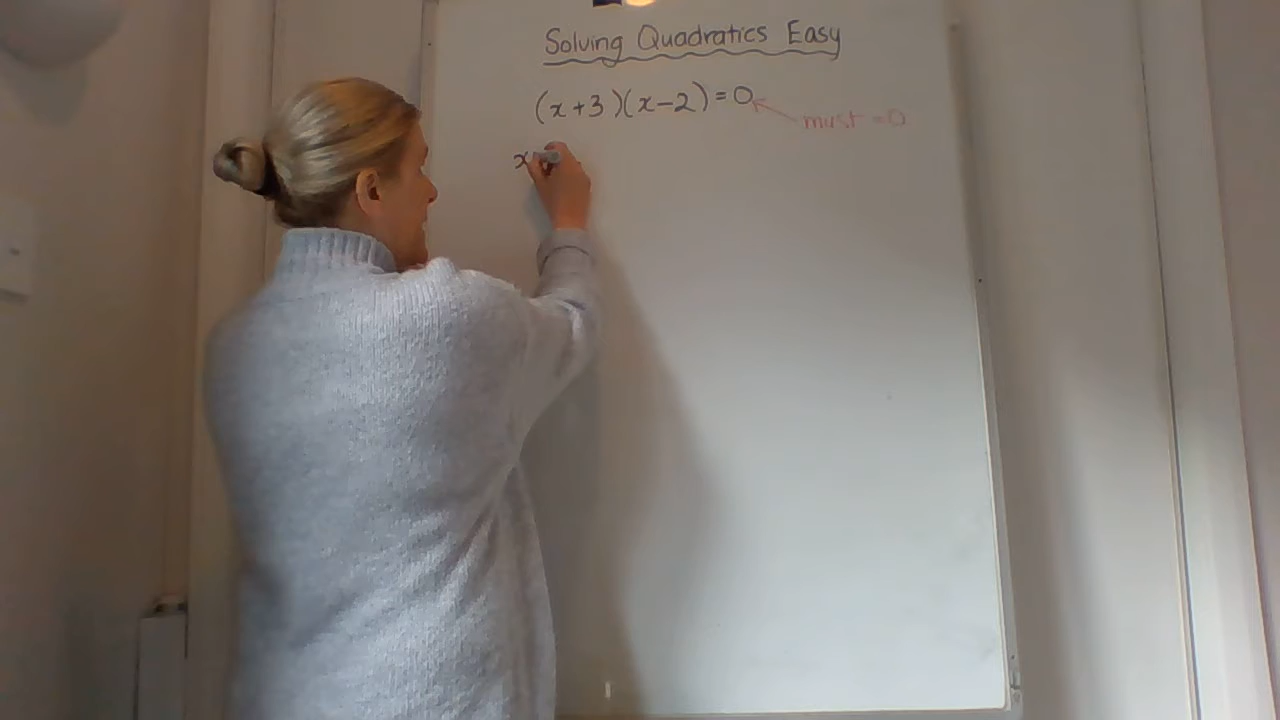 Solving Quadratics Easy
(x+3)(x-2)=0
must =0
x